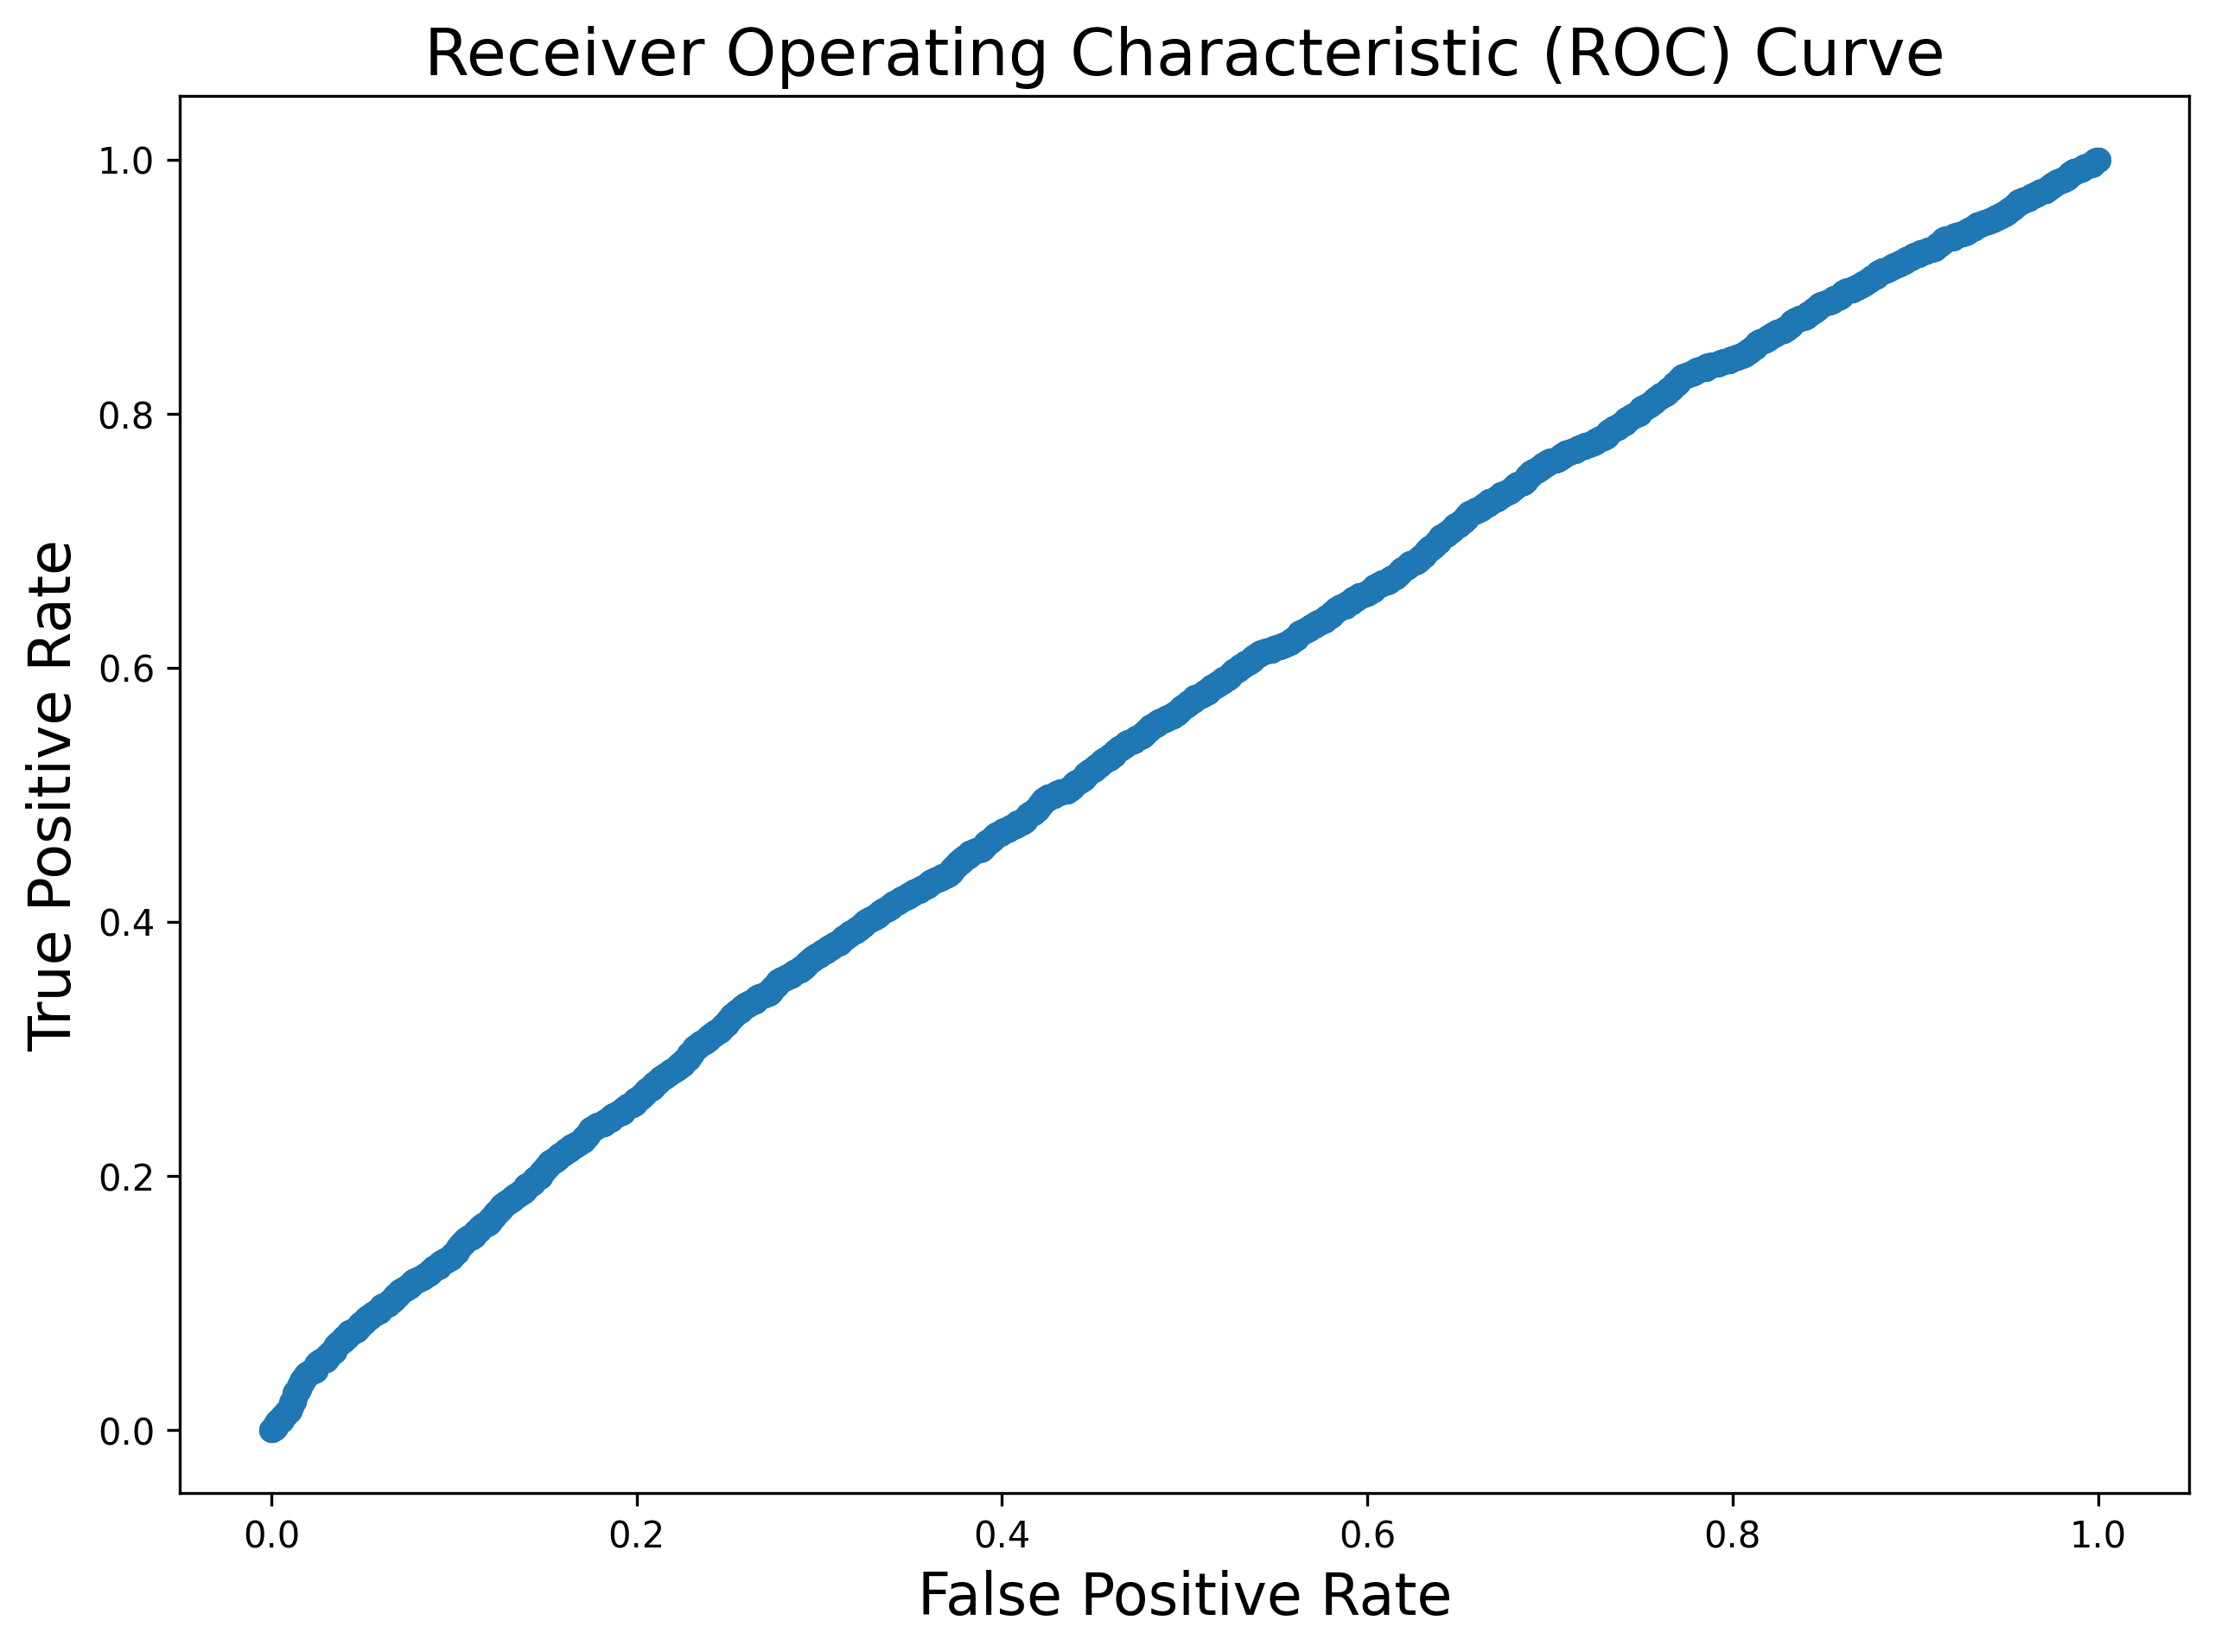 Receiver Operating Characteristic (ROC) Curve
True Positive Rate
1.0
0.8
0.6
0.4
0.2
0.0
0.0 0.2 0.4 0.6 0.8 1.0
False Positive Rate